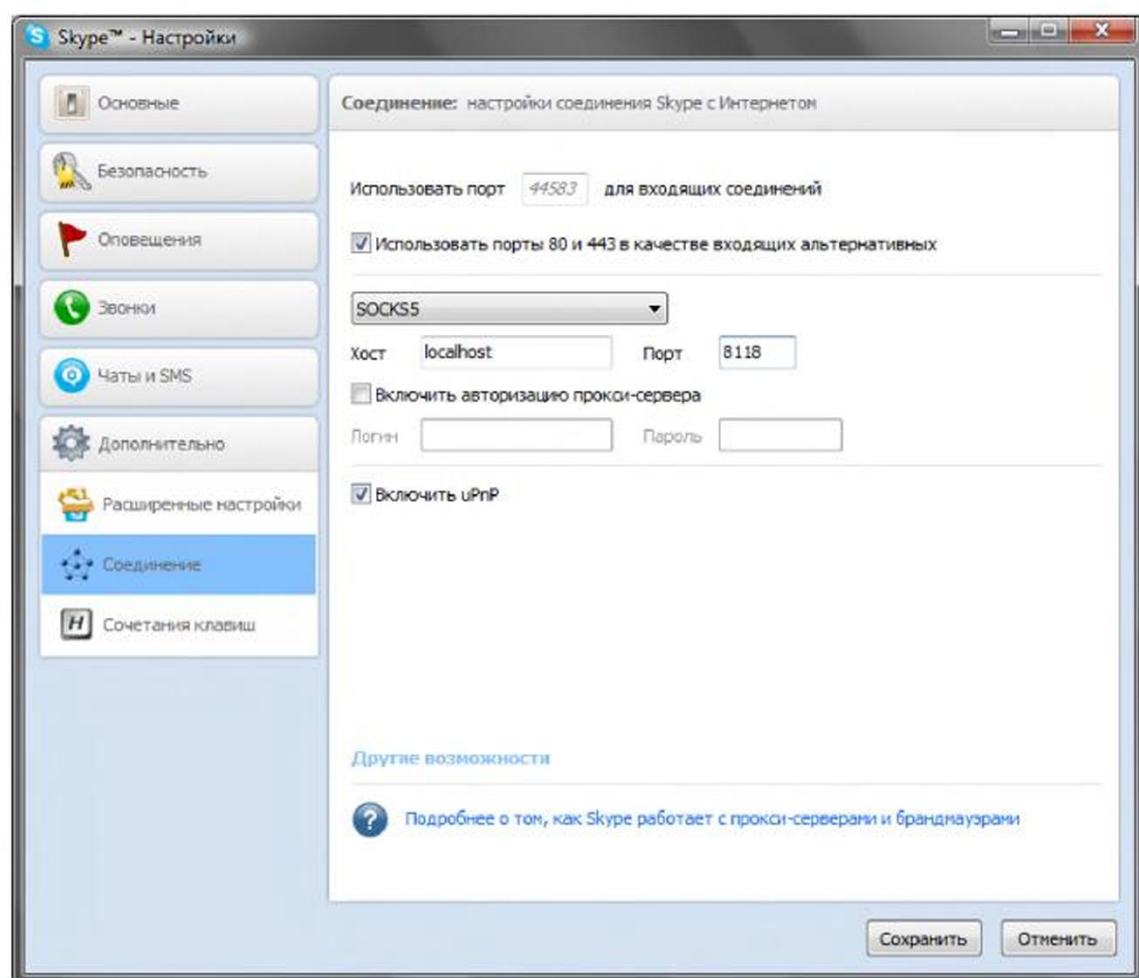 Skype™ - Настройки
Основные
Безопасность
Оповещения
Звонки
Чаты и SMS
Дополнительно
Расширенные настройки
Соединение
Сочетания клавиш
Соединение: настройки соединения Skype с Интернетом
Использовать порт 44583 для входящих соединений
Использовать порты 80 и 443 в качестве входящих альтернативных
SOCKS5
Хост localhost Порт 8118
Включить авторизацию прокси-сервера
Логин Пароль
Включить uPnP
Другие возможности
Подробнее о том, как Skype работает с прокси-серверами и брандмауэрами
Сохранить Отменить